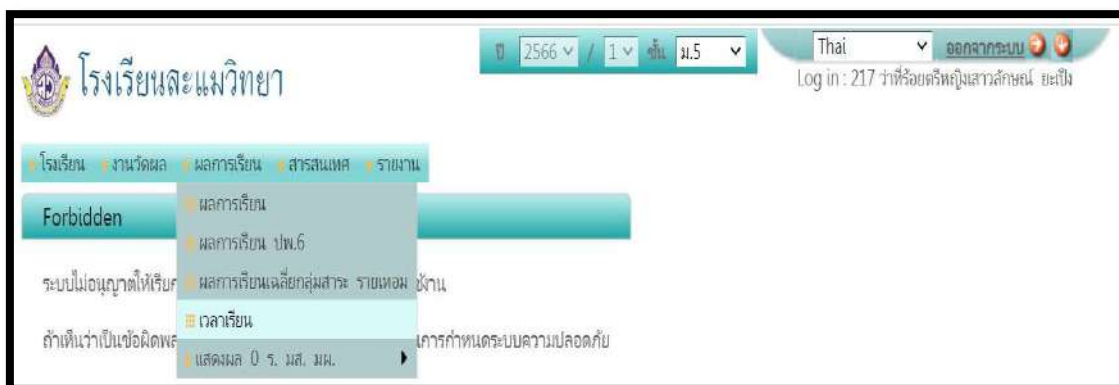 โรงเรียนละแมวิทยา
ปี 2566 / 1 ชั้น ม.5
Thai ออกจากระบบ
Log in : 217 ว่าที่ร้อยตรีหญิงเสาวลักษณ์ ยะเปิง
โรงเรียน งานวัดผล ผลการเรียน สารสนเทศ รายงาน
Forbidden
ผลการเรียน
ผลการเรียน ปพ.6
ระบบไม่อนุญาตให้เรียก
ผลการเรียนเฉลี่ยกลุ่มสาระ รายเทอม
ช้งาน
เวลาเรียน
ถ้าเห็นว่าเป็นข้อผิดพล
การกำหนดระบบความปลอดภัย
แสดงผล 0 ร. มส. มผ.